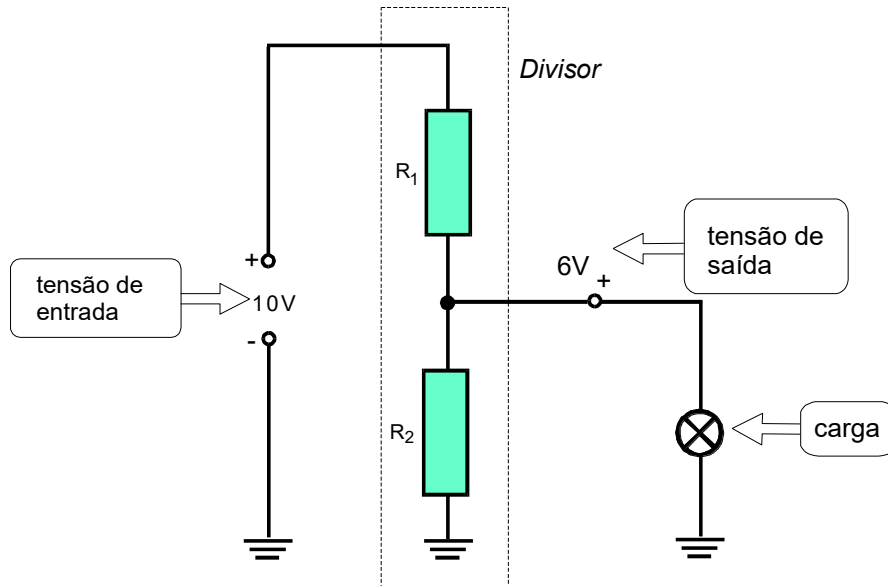 Divisor
R1
tensão de
saída
6V
+
+
tensão de
entrada
10V
-
R2
carga